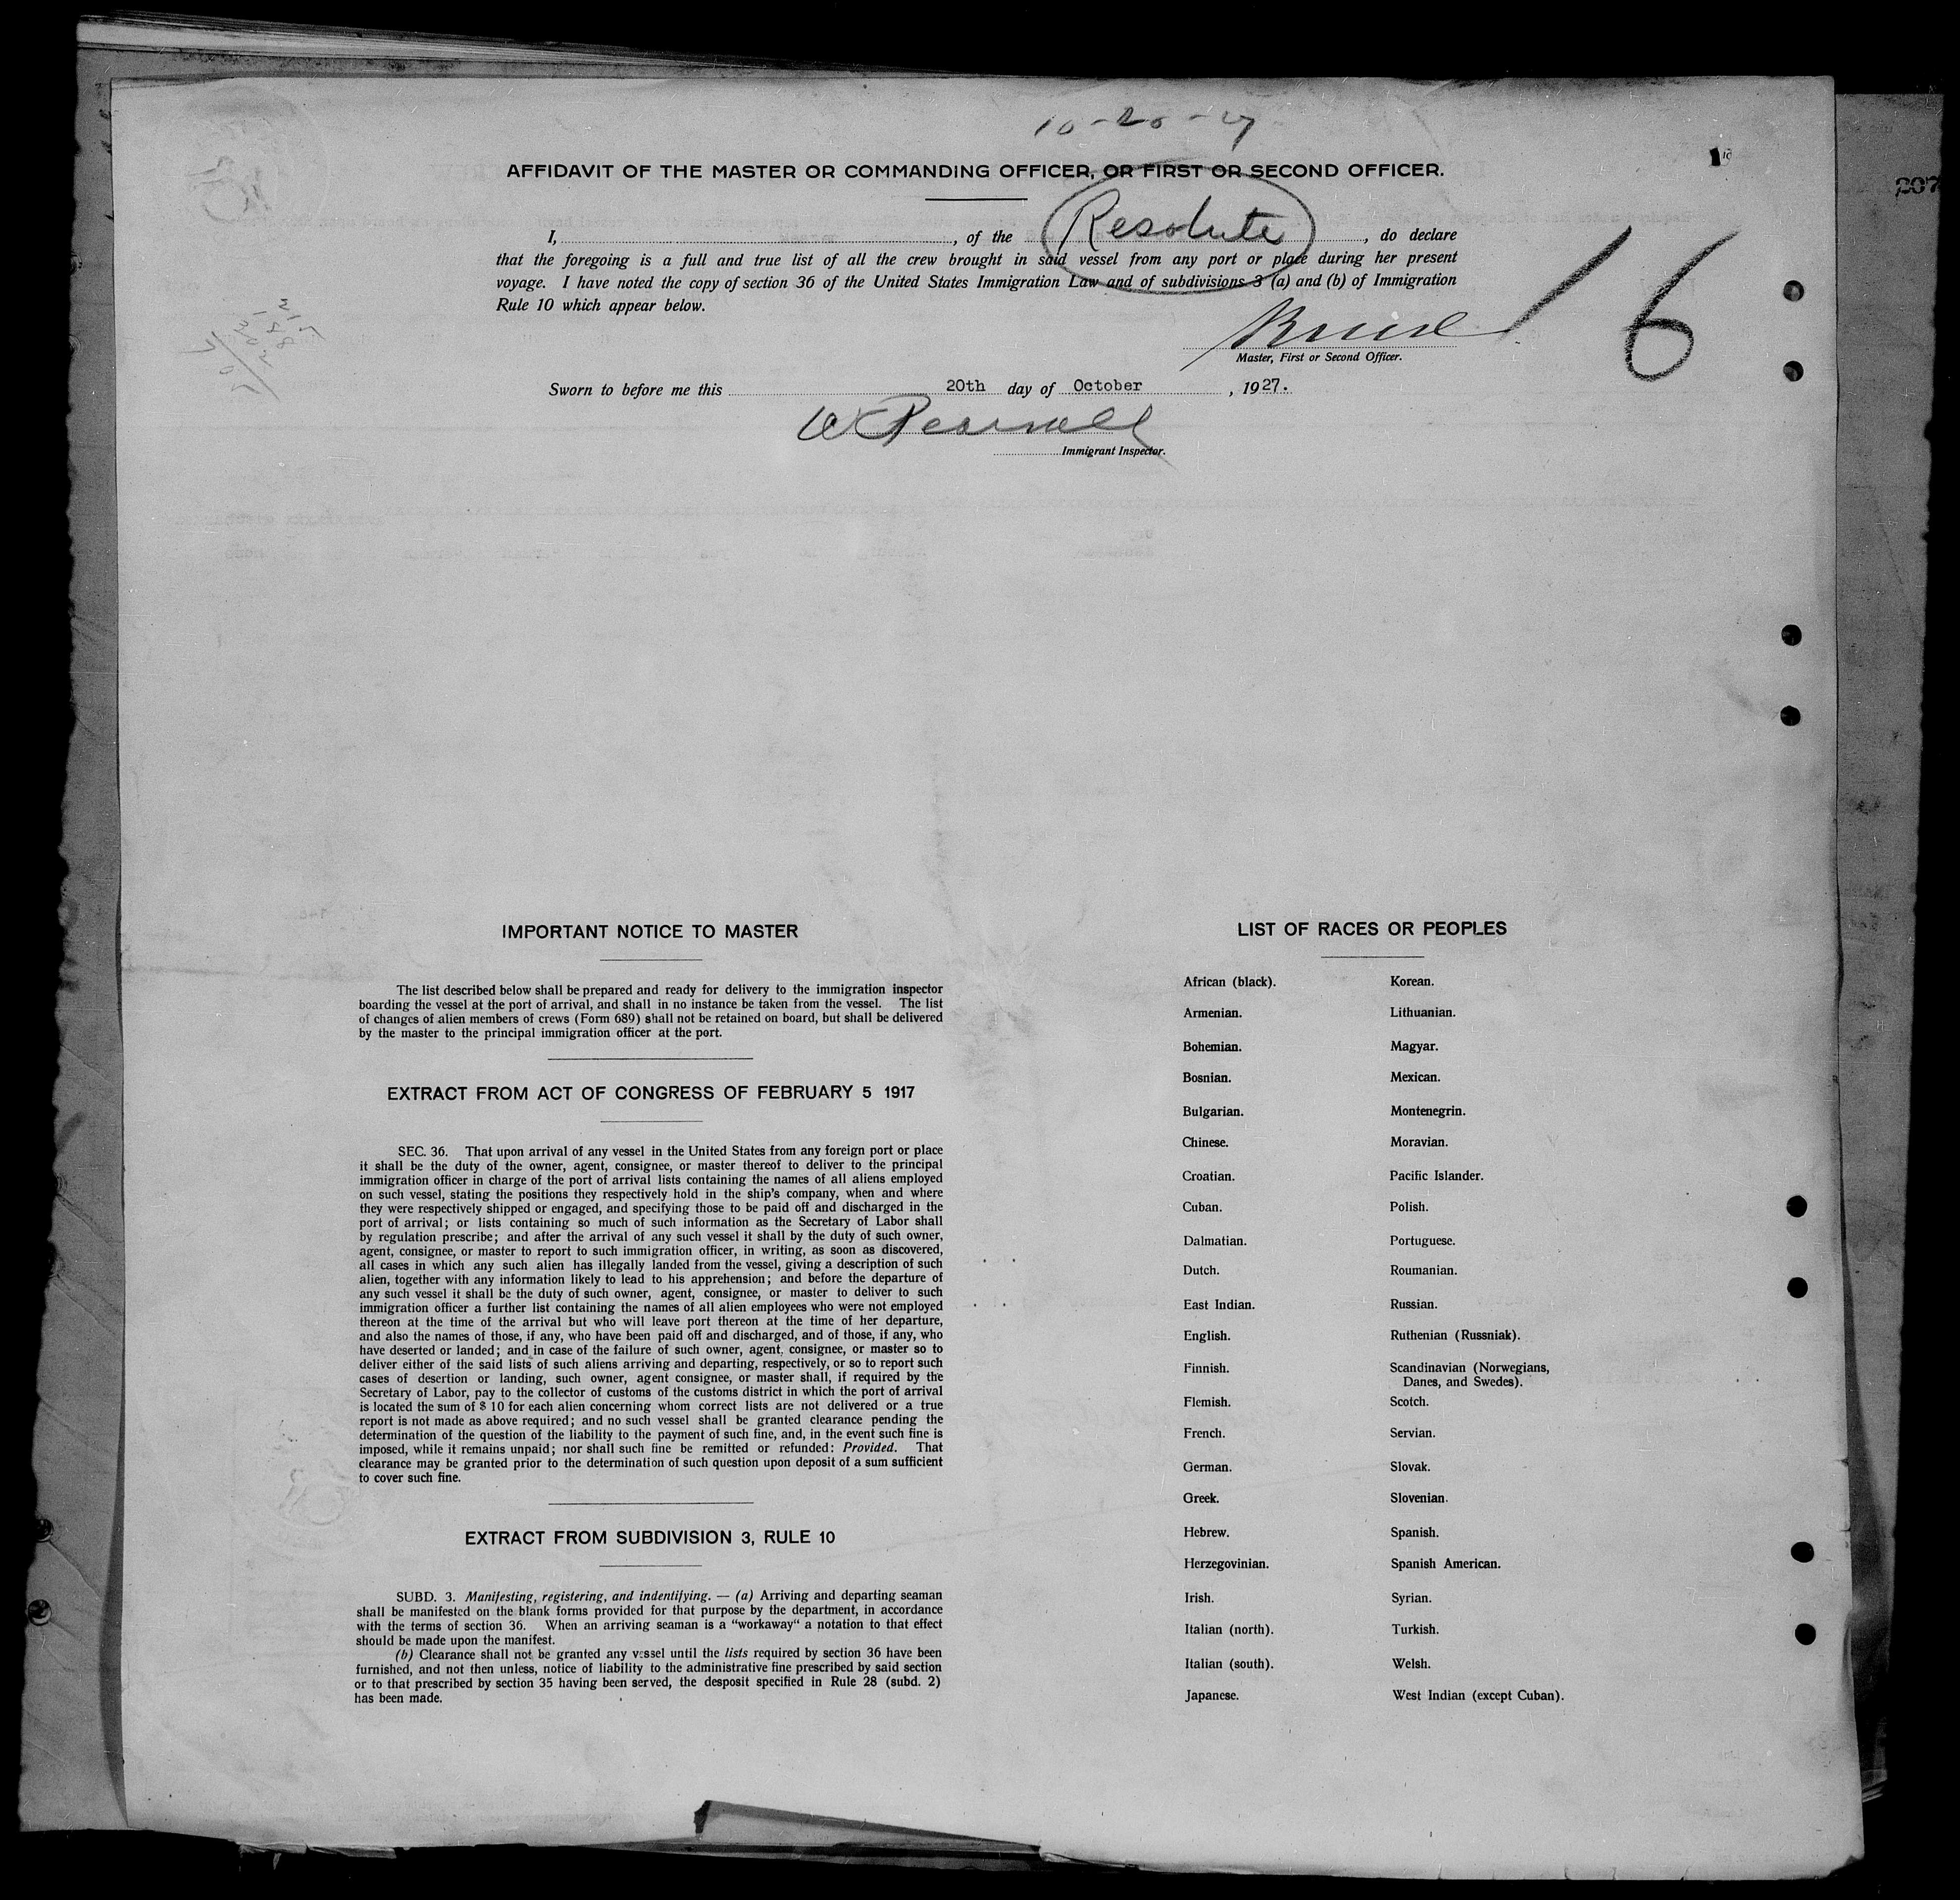 10-20-27
AFFIDAVIT OF THE MASTER OR COMMANDING OFFICER, OR FIRST OR SECOND OFFICER.
I, , of the Resolute , do declare
that the foregoing is a full and true list of all the crew brought in said vessel from any port or place during her present
voyage. I have noted the copy of section 36 of the United States Immigration Law and of subdivisions 3 (a) and (b) of Immigration
Rule 10 which appear below.
16
Master, First or Second Officer.
Sworn to before me this 20th day of October , 1927.
Immigrant Inspector.
207
IMPORTANT NOTICE TO MASTER
The list described below shall be prepared and ready for delivery to the immigration inspector
boarding the vessel at the port of arrival, and shall in no instance be taken from the vessel. The list
of changes of alien members of crews (Form 689) shall not be retained on board, but shall be delivered
by the master to the principal immigration officer at the port.
EXTRACT FROM ACT OF CONGRESS OF FEBRUARY 5 1917
SEC. 36. That upon arrival of any vessel in the United States from any foreign port or place
it shall be the duty of the owner, agent, consignee, or master thereof to deliver to the principal
immigration officer in charge of the port of arrival lists containing the names of all aliens employed
on such vessel, stating the positions they respectively hold in the ship's company, when and where
they were respectively shipped or engaged, and specifying those to be paid off and discharged in the
port of arrival; or lists containing so much of such information as the Secretary of Labor shall
by regulation prescribe; and after the arrival of any such vessel it shall by the duty of such owner,
agent, consignee, or master to report to such immigration officer, in writing, as soon as discovered,
all cases in which any such alien has illegally landed from the vessel, giving a description of such
alien, together with any information likely to lead to his apprehension; and before the departure of
any such vessel it shall be the duty of such owner, agent, consignee, or master to deliver to such
immigration officer a further list containing the names of all alien employees who were not employed
thereon at the time of the arrival but who will leave port thereon at the time of her departure,
and also the names of those, if any, who have been paid off and discharged, and of those, if any, who
have deserted or landed; and in case of the failure of such owner, agent, consignee, or master so to
deliver either of the said lists of such aliens arriving and departing, respectively, or so to report such
cases of desertion or landing, such owner, agent consignee, or master shall, if required by the
Secretary of Labor, pay to the collector of customs of the customs district in which the port of arrival
is located the sum of $ 10 for each alien concerning whom correct lists are not delivered or a true
report is not made as above required; and no such vessel shall be granted clearance pending the
determination of the question of the liability to the payment of such fine, and, in the event such fine is
imposed, while it remains unpaid; nor shall such fine be remitted or refunded: Provided. That
clearance may be granted prior to the determination of such question upon deposit of a sum sufficient
to cover such fine.
EXTRACT FROM SUBDIVISION 3, RULE 10
SUBD. 3. Manifesting, registering, and indentifying. — (a) Arriving and departing seaman
shall be manifested on the blank forms provided for that purpose by the department, in accordance
with the terms of section 36. When an arriving seaman is a "workaway" a notation to that effect
should be made upon the manifest.
(b) Clearance shall not be granted any vessel until the lists required by section 36 have been
furnished, and not then unless, notice of liability to the administrative fine prescribed by said section
or to that prescribed by section 35 having been served, the desposit specified in Rule 28 (subd. 2)
has been made.
LIST OF RACES OR PEOPLES
African (black). Korean.
Armenian. Lithuanian.
Bohemian. Magyar.
Bosnian. Mexican.
Bulgarian. Montenegrin.
Chinese. Moravian.
Croatian. Pacific Islander.
Cuban. Polish.
Dalmatian. Portuguese.
Dutch. Roumanian.
East Indian. Russian.
English. Ruthenian (Russniak).
Finnish. Scandinavian (Norwegians,
Danes, and Swedes).
Flemish. Scotch.
French. Servian.
German. Slovak.
Greek. Slovenian.
Hebrew. Spanish.
Herzegovinian. Spanish American.
Irish. Syrian.
Italian (north). Turkish.
Italian (south). Welsh.
Japanese. West Indian (except Cuban).